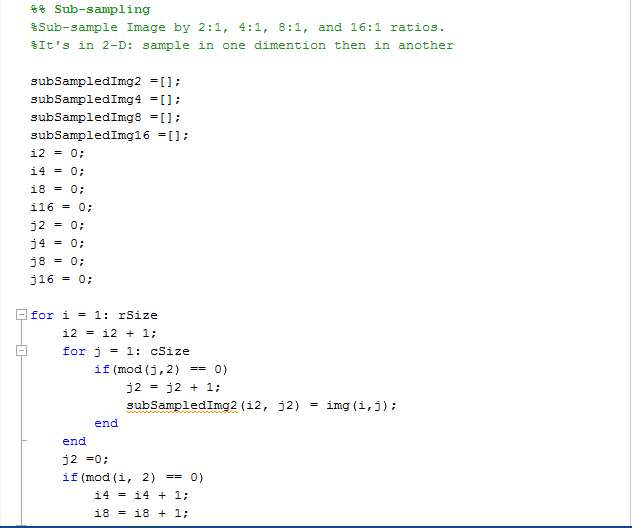 %% Sub-sampling
%Sub-sample Image by 2:1, 4:1, 8:1, and 16:1 ratios.
%It's in 2-D: sample in one dimention then in another
subSampledImg2 =[];
subSampledImg4 =[];
subSampledImg8 =[];
subSampledImg16 =[];
i2 = 0;
i4 = 0;
i8 = 0;
i16 = 0;
j2 = 0;
j4 = 0;
j8 = 0;
j16 = 0;
for i = 1: rSize
    i2 = i2 + 1;
    for j = 1: cSize
        if(mod(j,2) == 0)
            j2 = j2 + 1;
            subSampledImg2(i2, j2) = img(i,j);
        end
    end
    j2 =0;
    if(mod(i, 2) == 0)
        i4 = i4 + 1;
        i8 = i8 + 1;